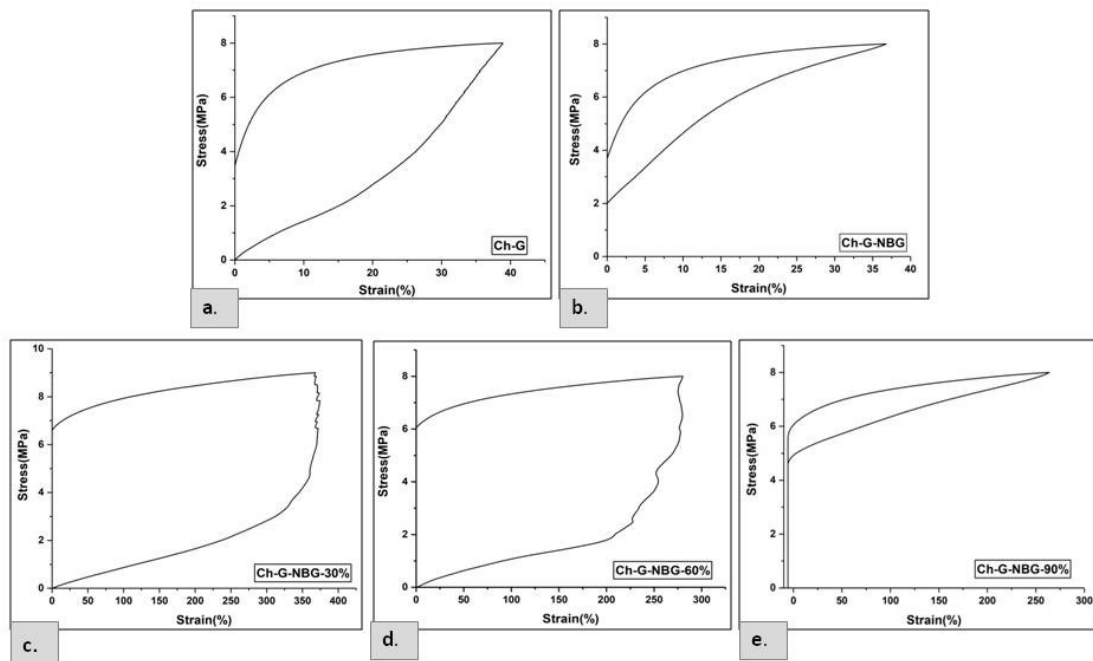 8
6
4
2
0
Stress(MPa)
0 10 20 30 40
Strain(%)
Ch-G
a.
8
6
4
2
0
Stress(MPa)
0 5 10 15 20 25 30 35 40
Strain(%)
Ch-G-NBG
b.
10
8
6
4
2
0
Stress(MPa)
0 50 100 150 200 250 300 350 400
Strain(%)
Ch-G-NBG-30%
c.
8
6
4
2
0
Stress(MPa)
0 50 100 150 200 250 300
Strain(%)
Ch-G-NBG-60%
d.
8
6
4
2
0
Stress(MPa)
0 50 100 150 200 250 300
Strain(%)
Ch-G-NBG-90%
e.